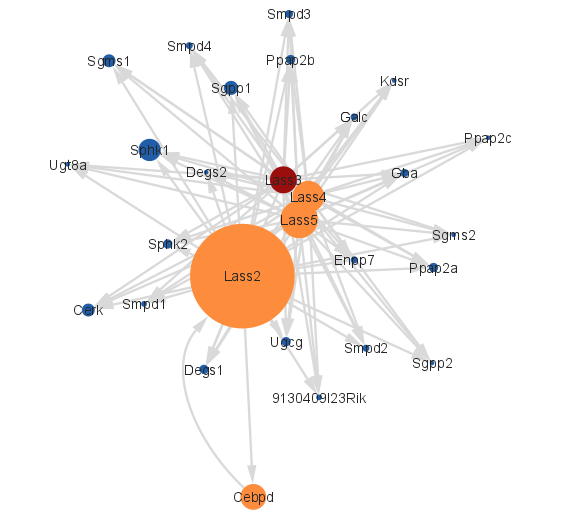 Smpd3
Smpd4
Sgms1
Ppap2b
Kdsr
Sgpp1
Galc
Ppap2c
Sphk1
Ugt8a
Degs2
Lass3
Gba
Lass4
Lass5
Sgms2
Sphk2
Enpp7
Ppap2a
Lass2
Cerk
Smpd1
Ugcg
Smpd2
Sgpp2
Degs1
9130409I23Rik
Cebpd